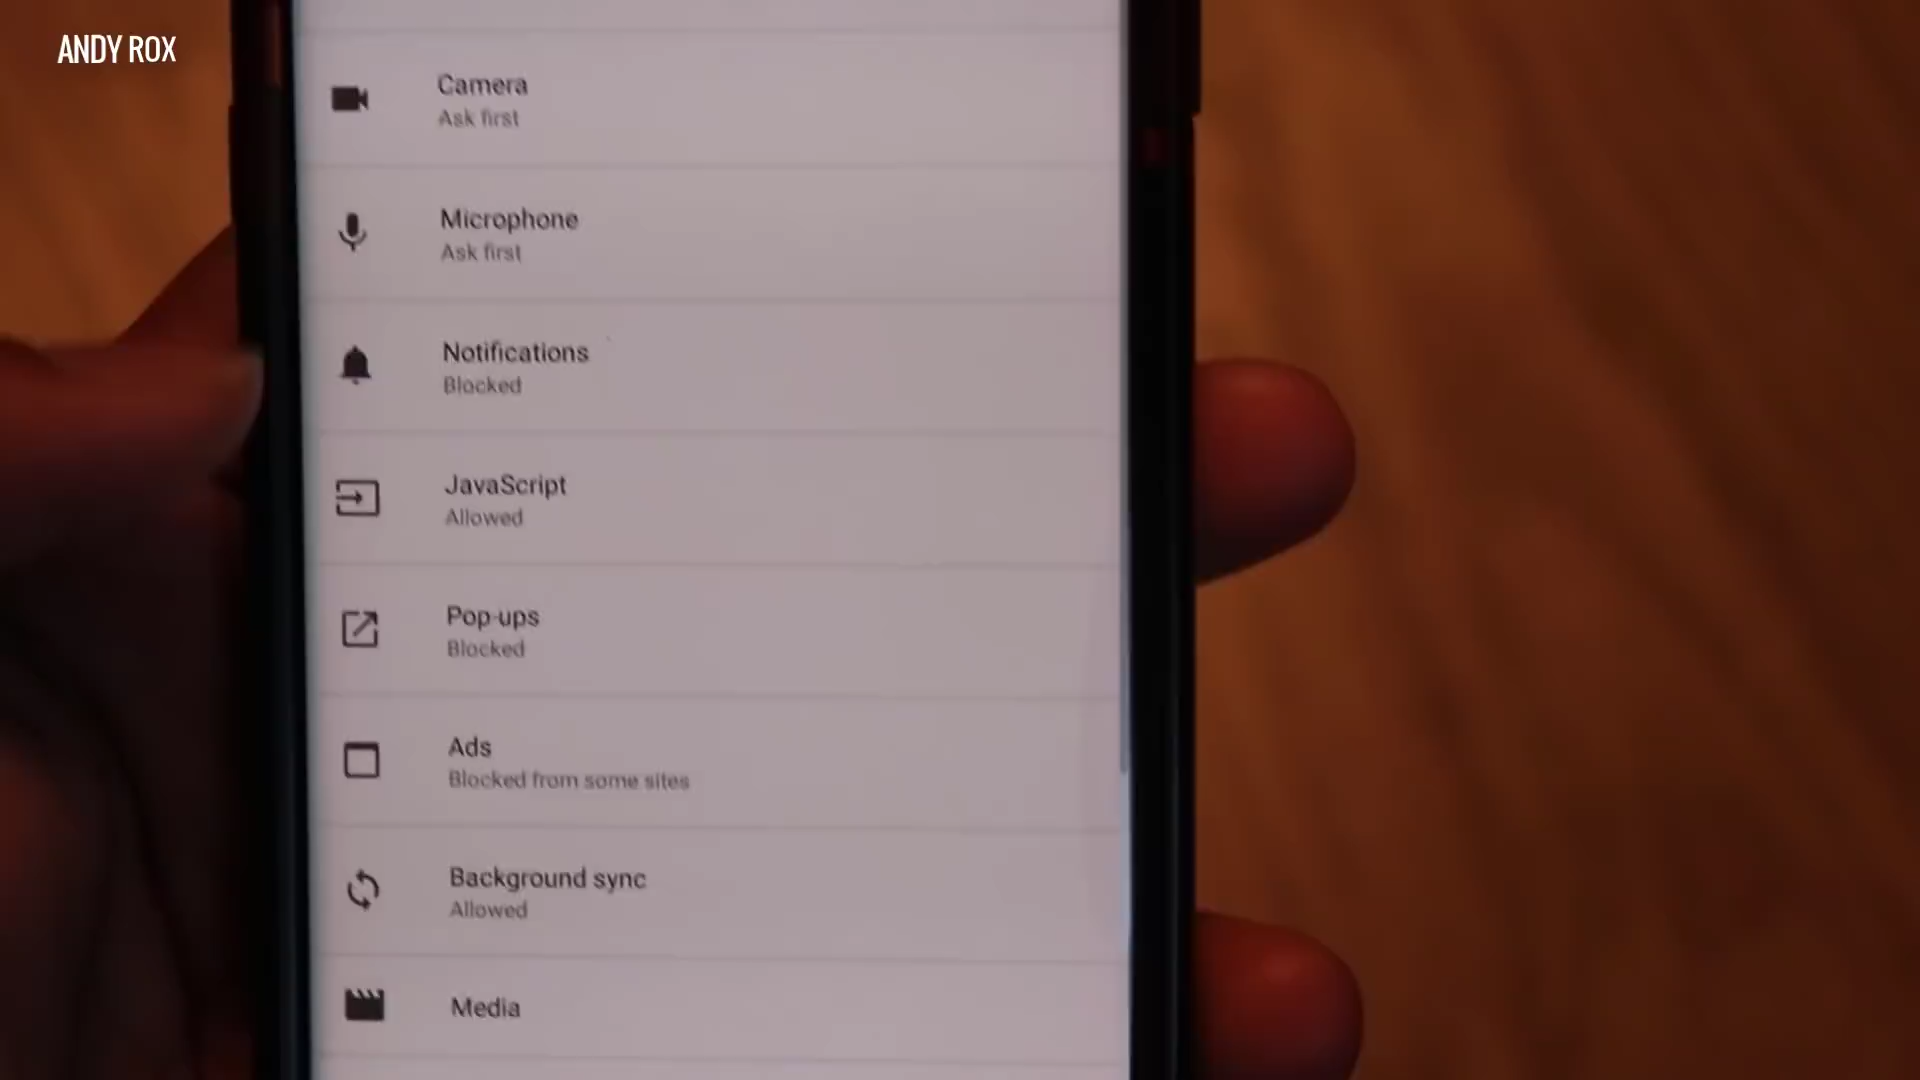 ANDY ROX
Camera
Ask first
Microphone
Ask first
Notifications
Blocked
JavaScript
Allowed
Pop-ups
Blocked
Ads
Blocked from some sites
Background sync
Allowed
Media